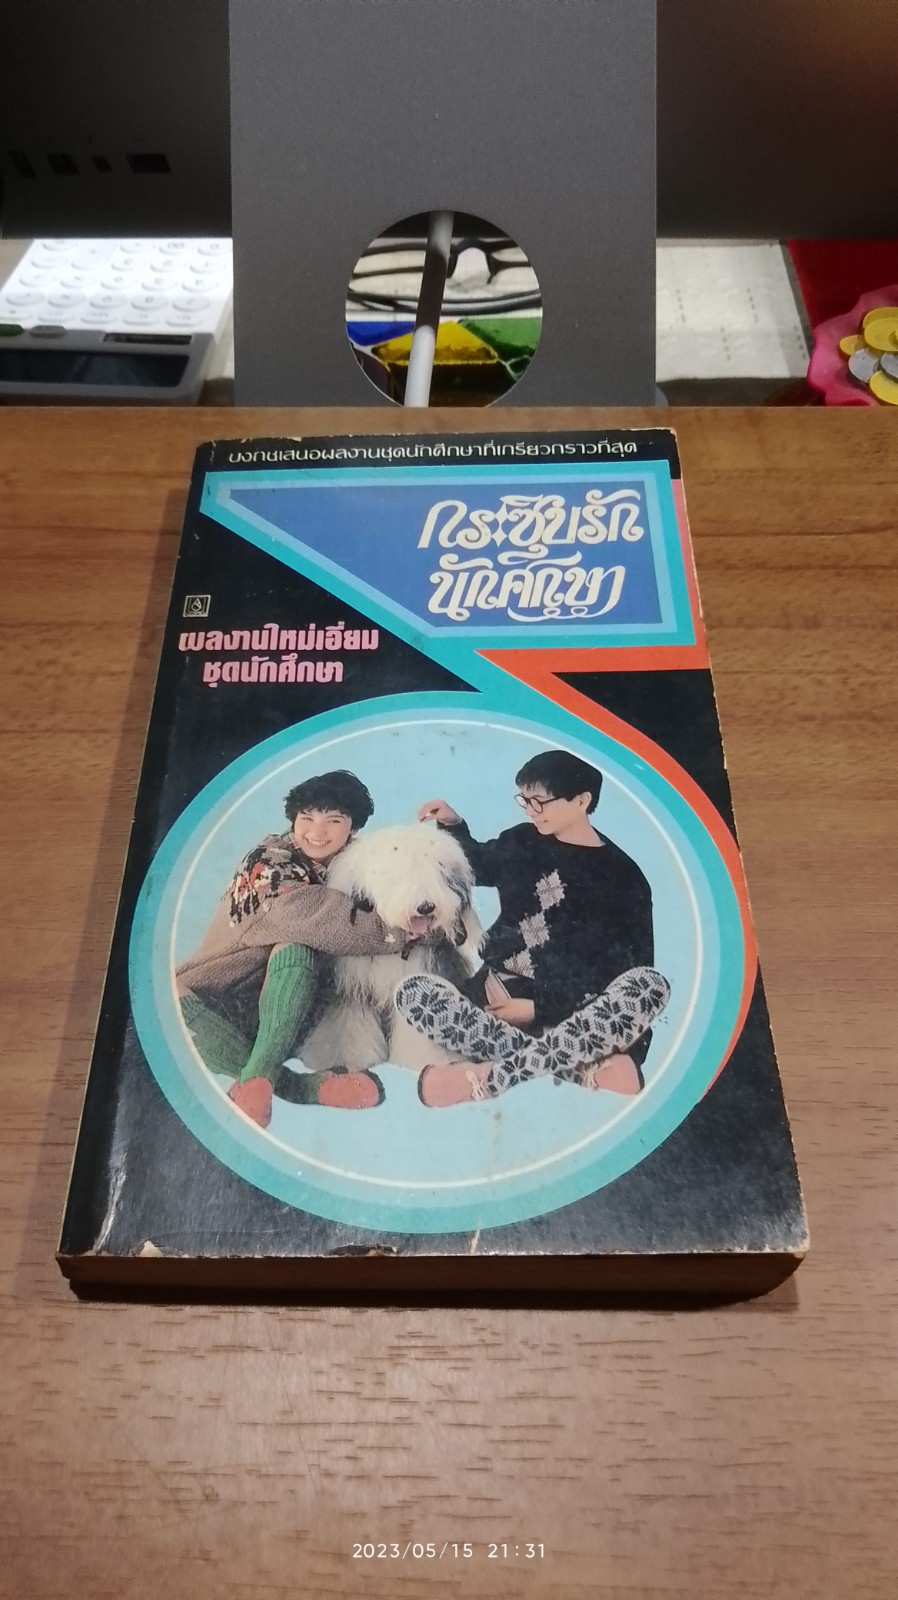 บงกชเสนอผลงานชุดนักศึกษาที่เกรียวกราวที่สุด
กระซิบรัก
นักศึกษา
ผลงานใหม่เอี่ยม
ชุดนักศึกษา
2023/05/15 21:31